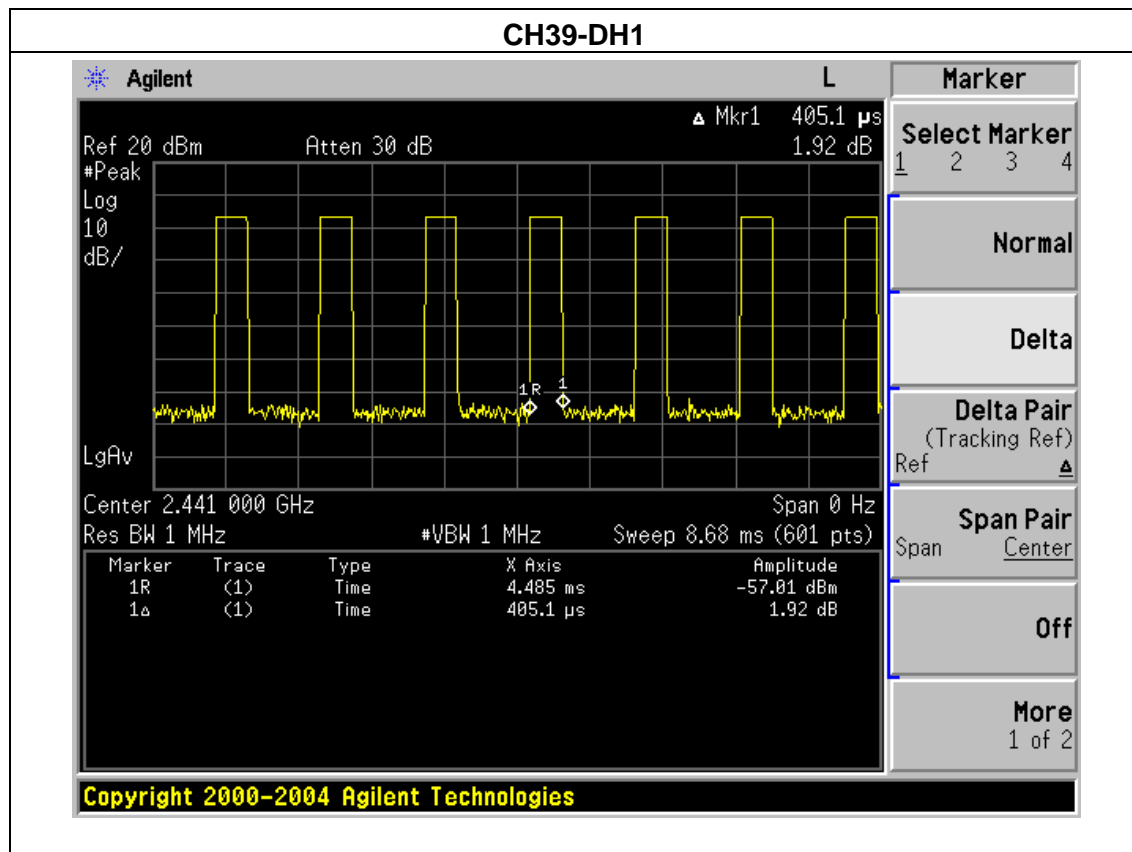 CH39-DH1
Agilent L
Δ Mkr1 405.1 µs
Ref 20 dBm Atten 30 dB 1.92 dB
#Peak
Log
10
dB/
1R 1
LgAv
Center 2.441 000 GHz Span 0 Hz
Res BW 1 MHz #VBW 1 MHz Sweep 8.68 ms (601 pts)
Marker Trace Type X Axis Amplitude
1R (1) Time 4.485 ms -57.01 dBm
1Δ (1) Time 405.1 µs 1.92 dB
Marker
Select Marker
1 2 3 4
Normal
Delta
Delta Pair
(Tracking Ref)
Ref Δ
Span Pair
Span Center
Off
More
1 of 2
Copyright 2000-2004 Agilent Technologies